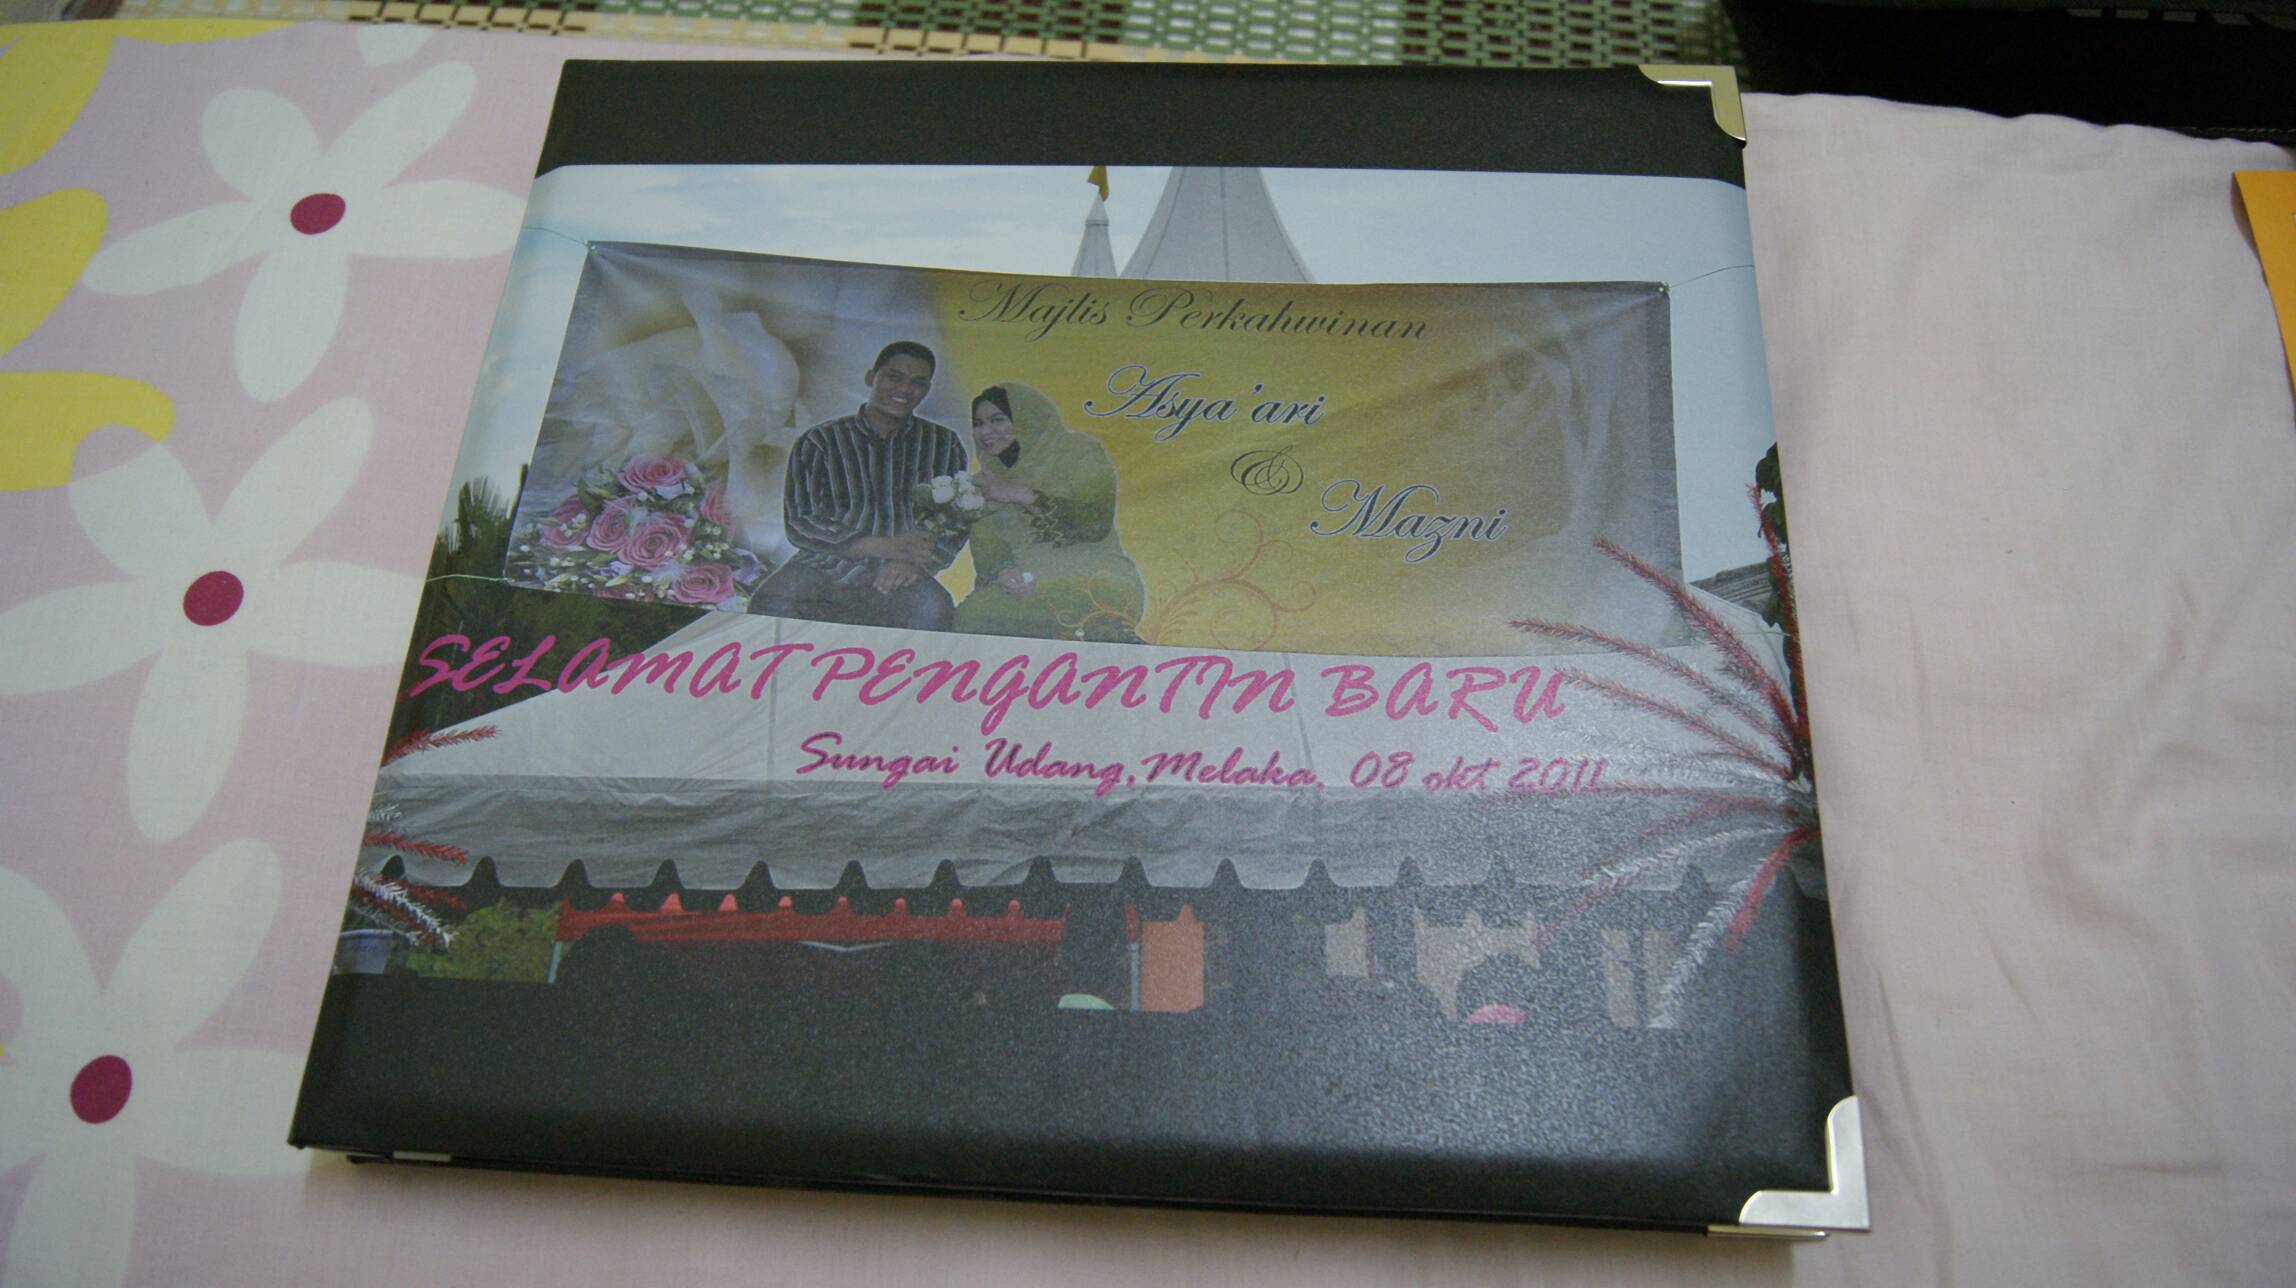 Majlis Perkahwinan
Asya'ari
&
Mazni
SELAMAT PENGANTIN BARU
Sungai Udang, Melaka, 08 okt 2011